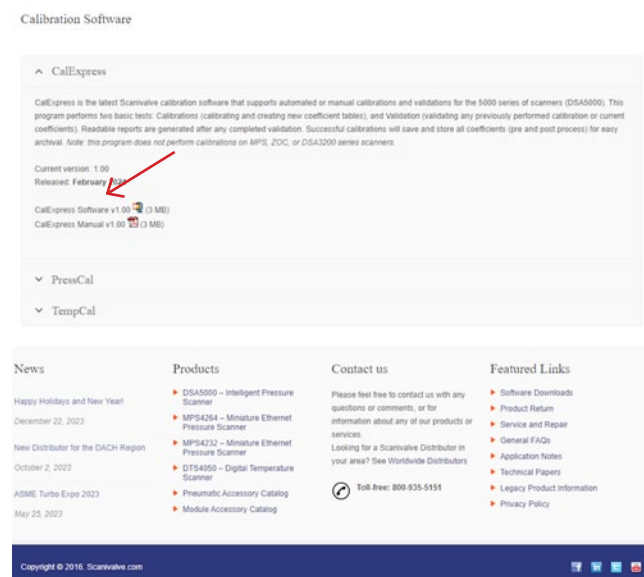 Calibration Software
CalExpress
CalExpress is the latest Scanivalve calibration software that supports automated or manual calibrations and validations for the 5000 series of scanners (DSA5000). This
program performs two basic tests: Calibrations (calibrating and creating new coefficient tables), and Validation (validating any previously performed calibration or current
coefficients). Readable reports are generated after any completed validation. Successful calibrations will save and store all coefficients (pre and post process) for easy
archival. Note: this program does not perform calibrations on MPS, ZOC, or DSA3200 series scanners.
Current version: 1.00
Released: February 2024
CalExpress Software v1.00 (3 MB)
CalExpress Manual v1.00 (3 MB)
PressCal
TempCal
News
Happy Holidays and New Year!
December 22, 2023
New Distributor for the DACH Region
October 2, 2023
ASME Turbo Expo 2023
May 25, 2023
Products
DSA5000 – Intelligent Pressure
Scanner
MPS4264 – Miniature Ethernet
Pressure Scanner
MPS4232 – Miniature Ethernet
Pressure Scanner
DTS4050 – Digital Temperature
Scanner
Pneumatic Accessory Catalog
Module Accessory Catalog
Contact us
Please feel free to contact us with any
questions or comments, or for
information about any of our products or
services.
Looking for a Scanivalve Distributor in
your area? See Worldwide Distributors
Toll-free: 800-935-5151
Featured Links
Software Downloads
Product Return
Service and Repair
General FAQs
Application Notes
Technical Papers
Legacy Product Information
Privacy Policy
Copyright © 2016. Scanivalve.com